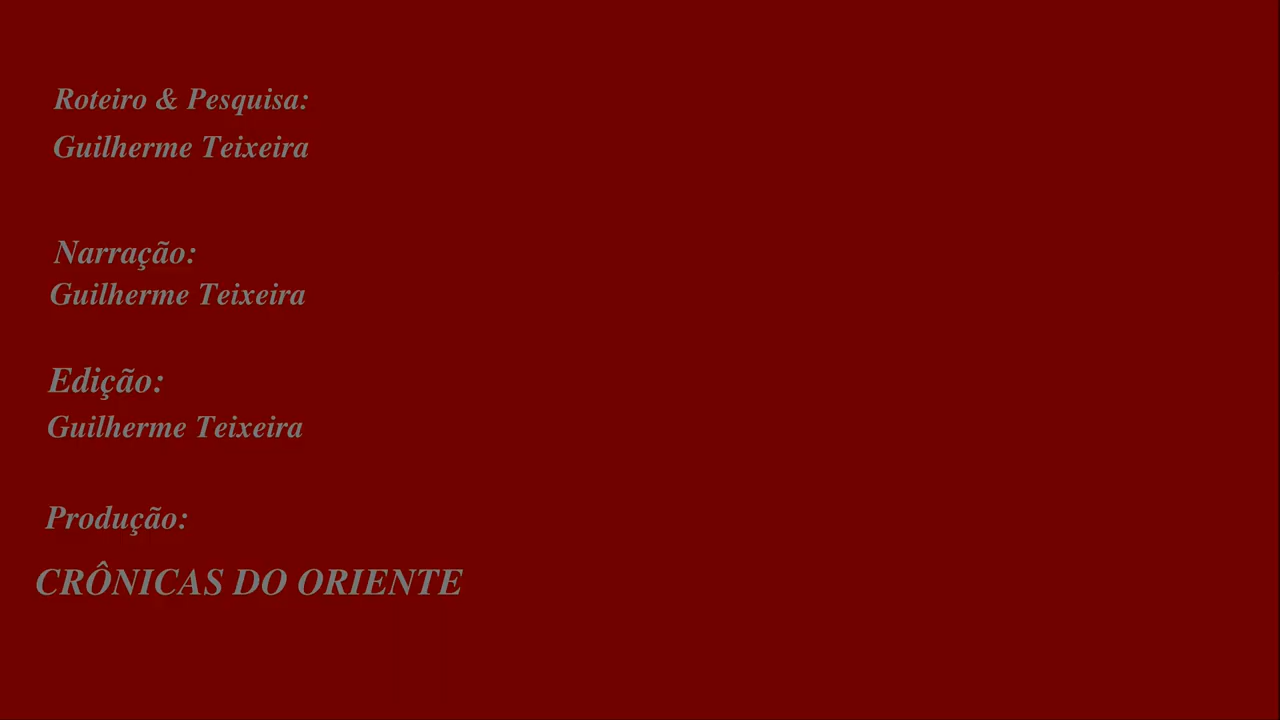 Roteiro & Pesquisa:
Guilherme Teixeira
Narração:
Guilherme Teixeira
Edição:
Guilherme Teixeira
Produção:
CRÔNICAS DO ORIENTE